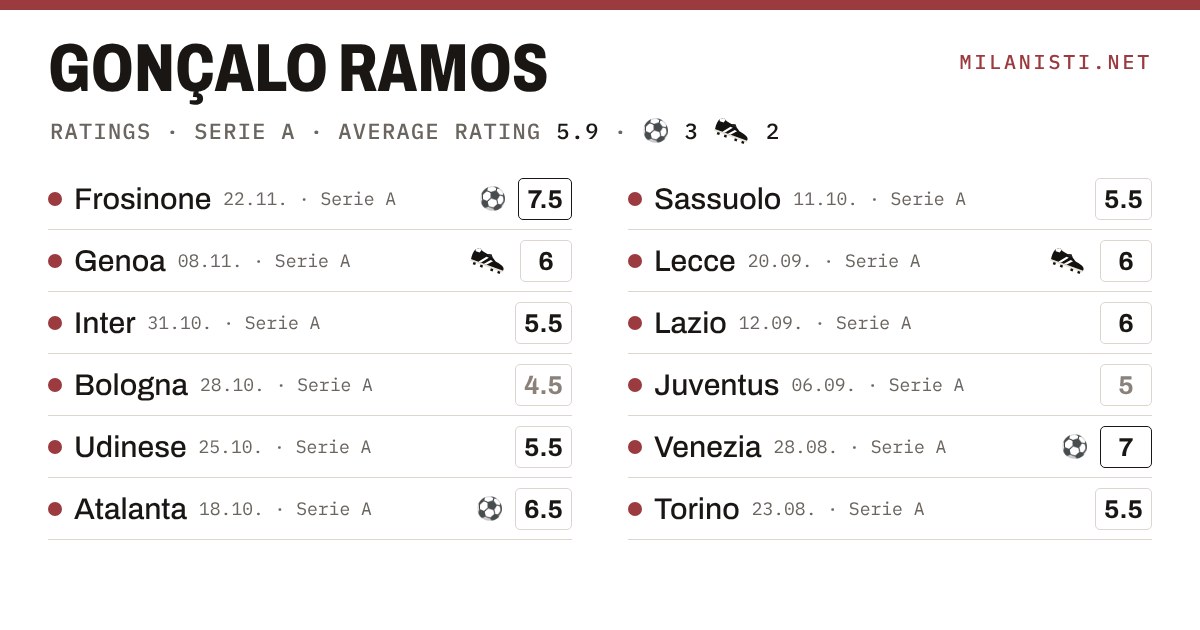 GONÇALO RAMOS
MILANISTI.NET
RATINGS · SERIE A · AVERAGE RATING 5.9 · ⚽ 3 👟 2
Frosinone 22.11. · Serie A ⚽ 7.5
Genoa 08.11. · Serie A 👟 6
Inter 31.10. · Serie A 5.5
Bologna 28.10. · Serie A 4.5
Udinese 25.10. · Serie A 5.5
Atalanta 18.10. · Serie A ⚽ 6.5
Sassuolo 11.10. · Serie A 5.5
Lecce 20.09. · Serie A 👟 6
Lazio 12.09. · Serie A 6
Juventus 06.09. · Serie A 5
Venezia 28.08. · Serie A ⚽ 7
Torino 23.08. · Serie A 5.5